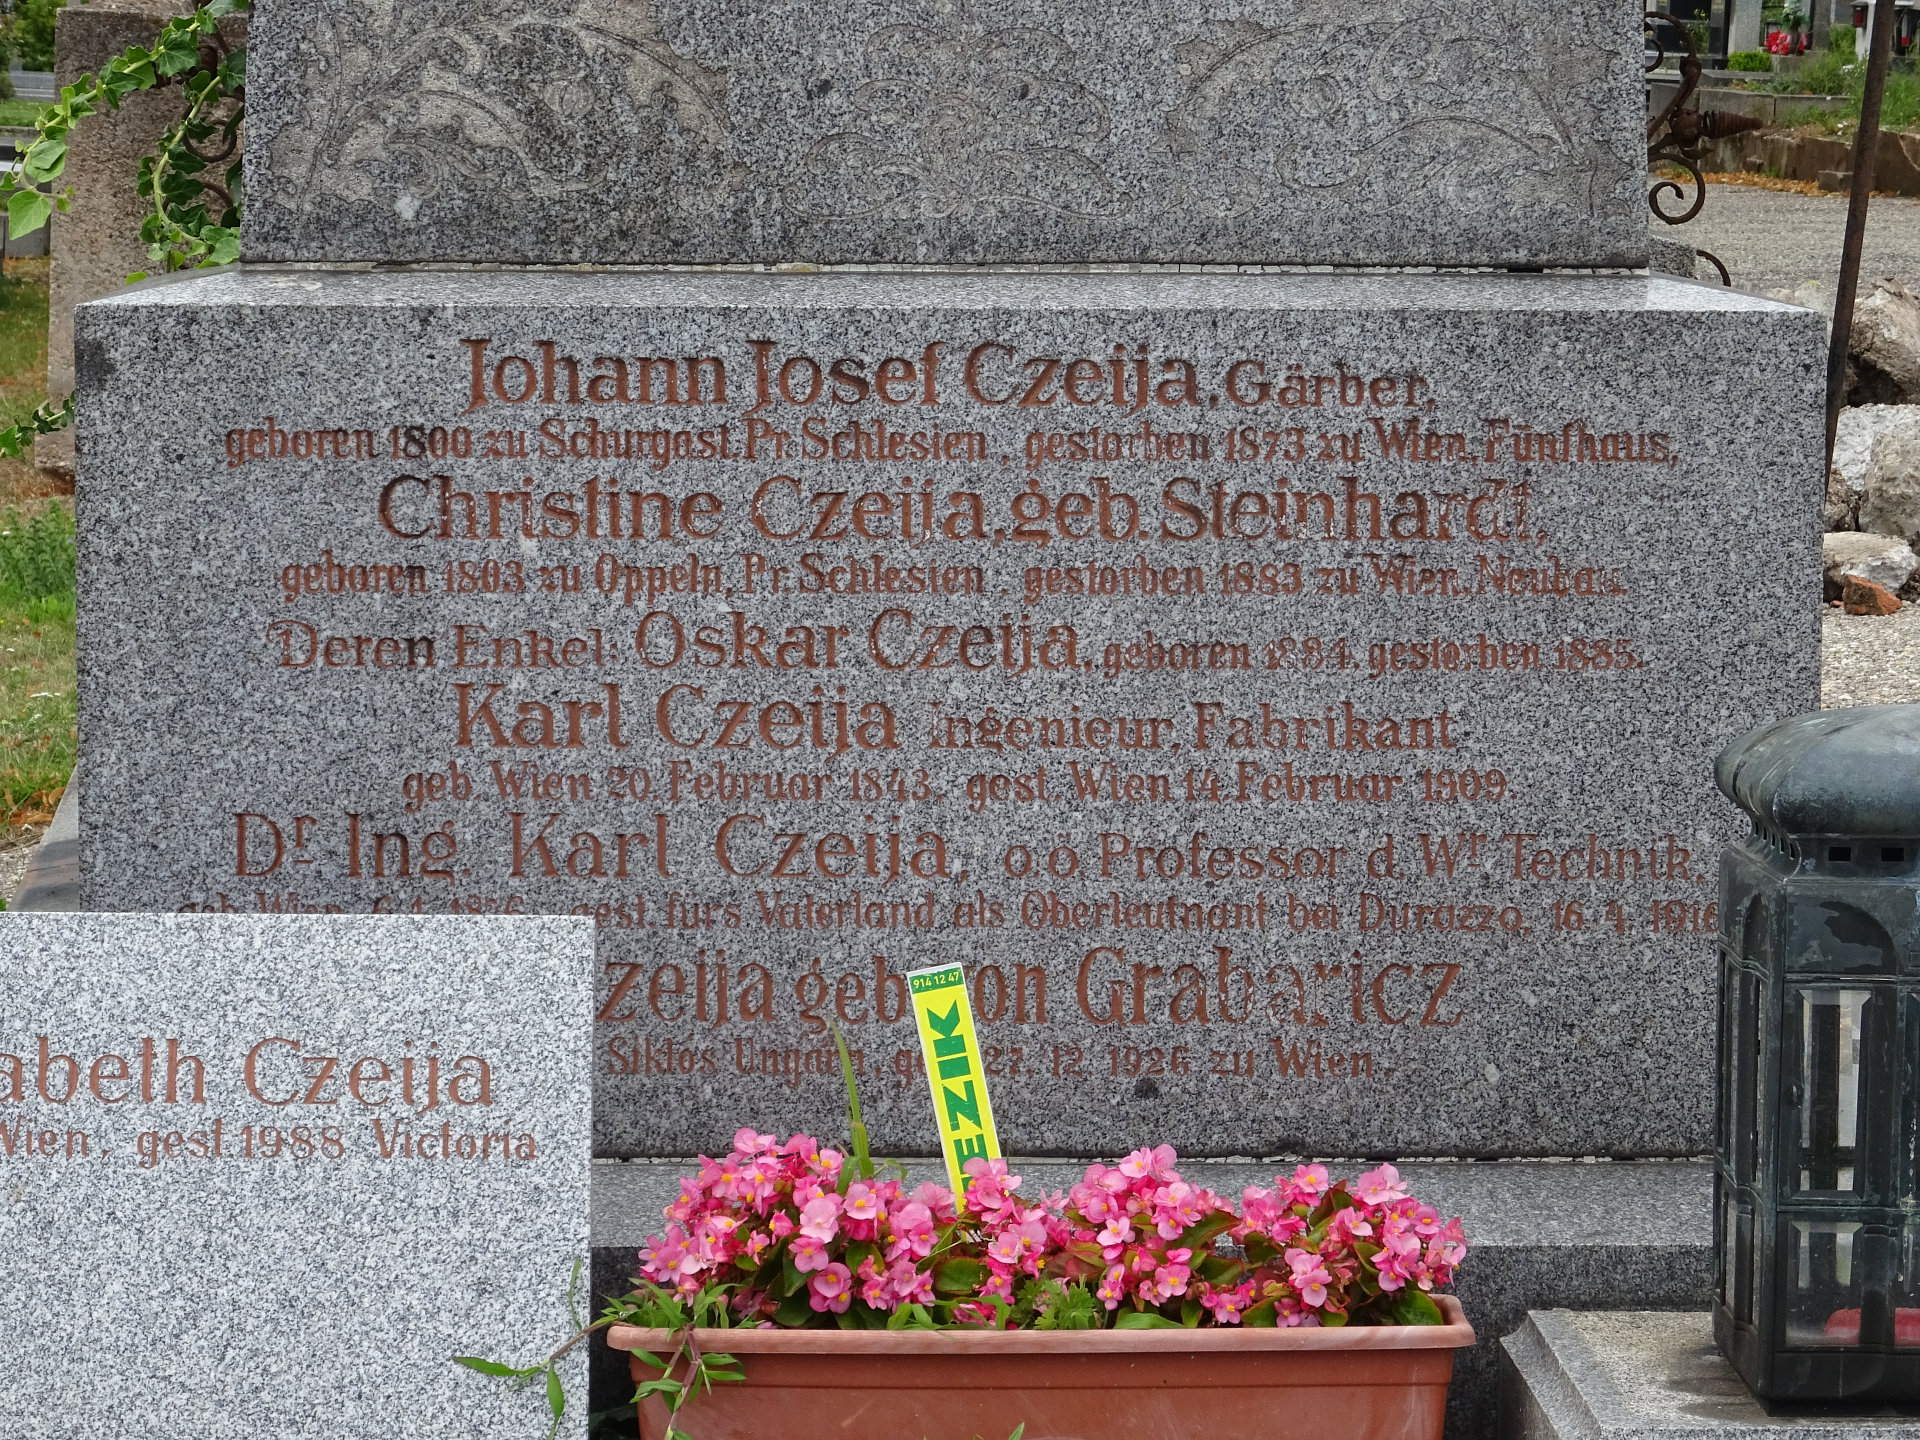 Johann Josef Czeija, Gärber,
geboren 1800 zu Schurgast, Pr. Schlesien, gestorben 1873 zu Wien, Fünfhaus,
Christine Czeija, geb. Steinhardt,
geboren 1803 zu Oppeln, Pr. Schlesien, gestorben 1883 zu Wien, Neubau.
Deren Enkel: Oskar Czeija, geboren 1884, gestorben 1885.
Karl Czeija Ingenieur, Fabrikant
geb. Wien 20. Februar 1843, gest. Wien 14. Februar 1909.
Dr. Ing. Karl Czeija, o.ö. Professor d. Wr. Technik,
geb. Wien gest. fürs Vaterland als Oberleutnant bei Durazzo, 16. 4. 1916
zeija geb. von Grabaricz
Siklós Ungarn, 27. 12. 1926 zu Wien.
abeth Czeija
Wien, gest. 1988 Victoria
914 12 47
EZIK